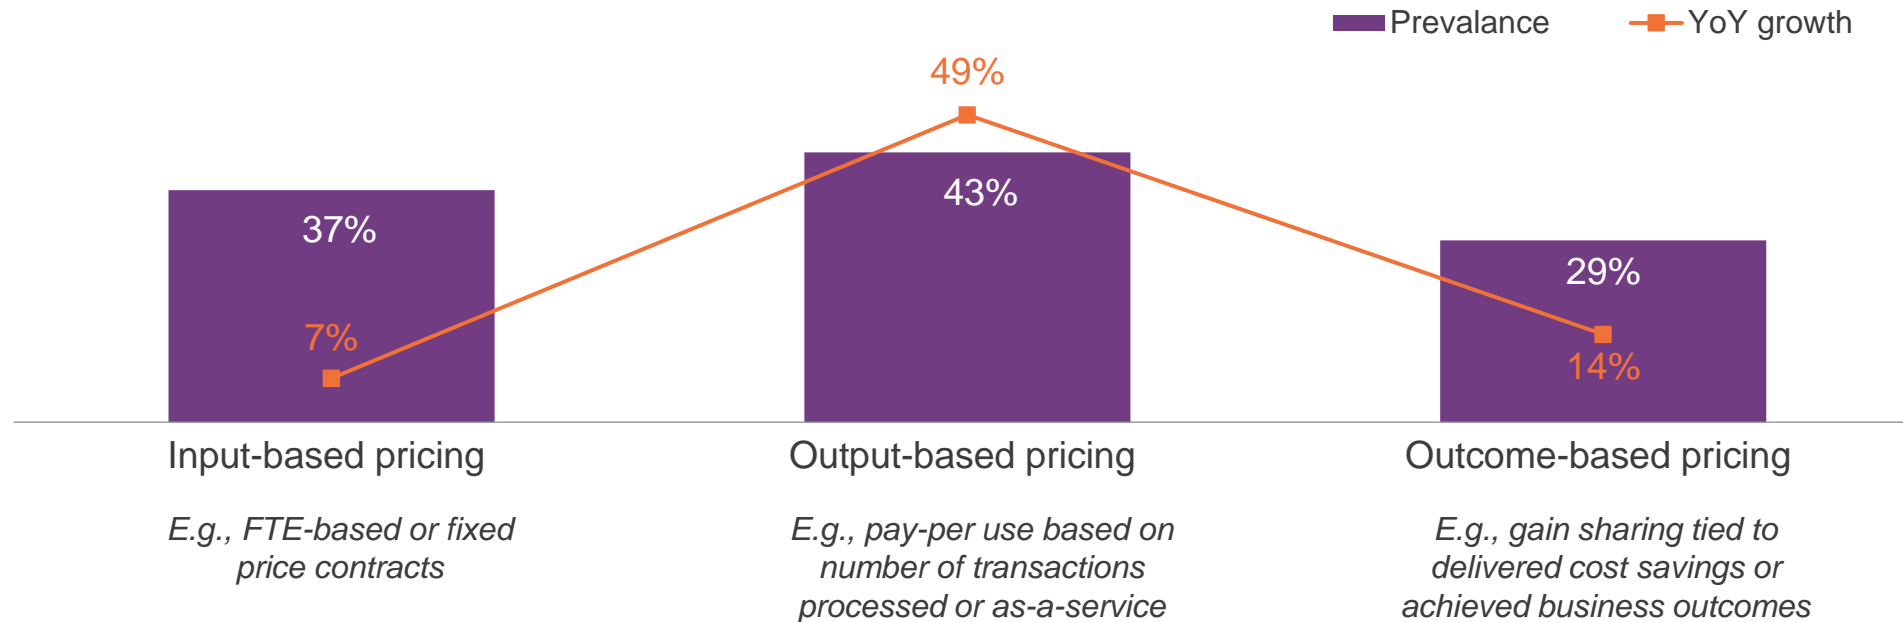 Prevalance
YoY growth
49%
37%
43%
29%
7%
14%
Input-based pricing
Output-based pricing
Outcome-based pricing
E.g., FTE-based or fixed
price contracts
E.g., pay-per use based on
number of transactions
processed or as-a-service
E.g., gain sharing tied to
delivered cost savings or
achieved business outcomes